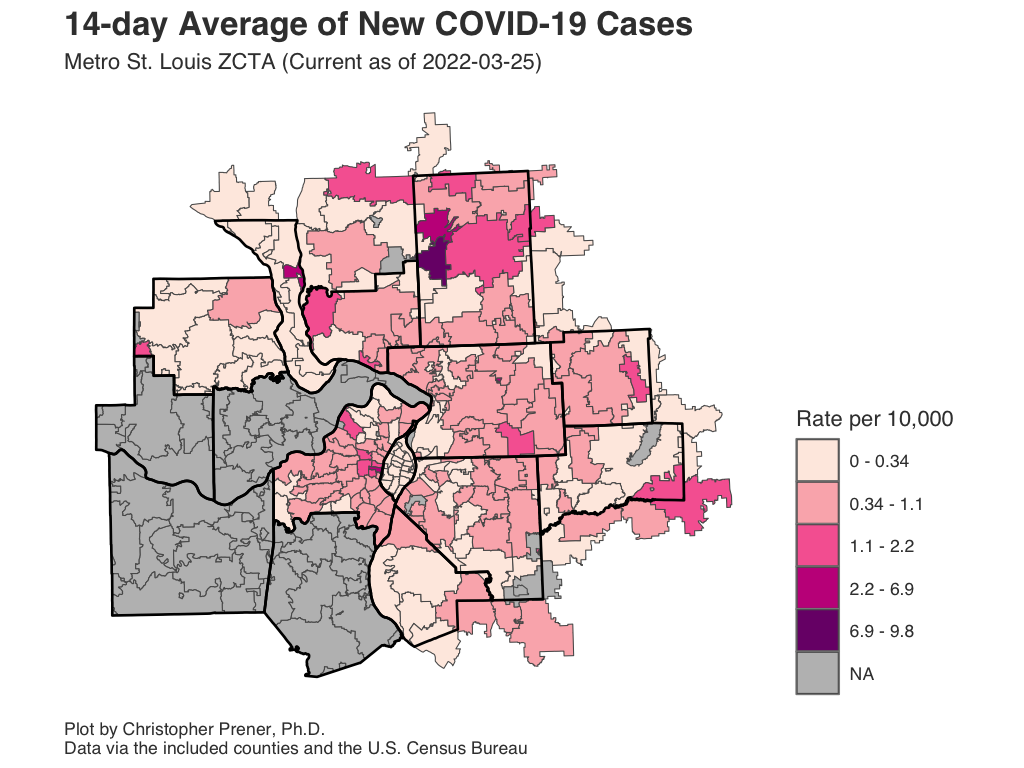 14-day Average of New COVID-19 Cases
Metro St. Louis ZCTA (Current as of 2022-03-25)
Rate per 10,000
0 - 0.34
0.34 - 1.1
1.1 - 2.2
2.2 - 6.9
6.9 - 9.8
NA
Plot by Christopher Prener, Ph.D.
Data via the included counties and the U.S. Census Bureau